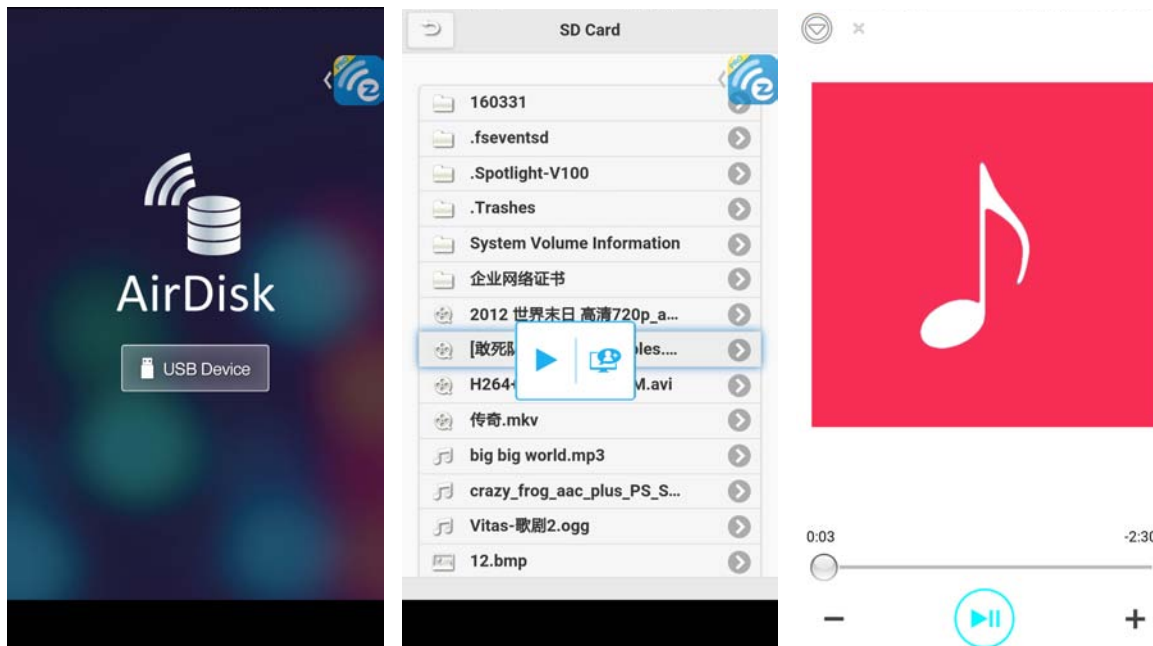 PRO
z
AirDisk
USB Device
SD Card
PRO
z
160331
.fseventsd
.Spotlight-V100
.Trashes
System Volume Information
企业网络证书
2012 世界末日 高清720p_a...
[敢死 les....
H264+ M.avi
传奇.mkv
big big world.mp3
crazy_frog_aac_plus_PS_S...
Vitas-歌剧2.ogg
12.bmp
0:03
-2:30